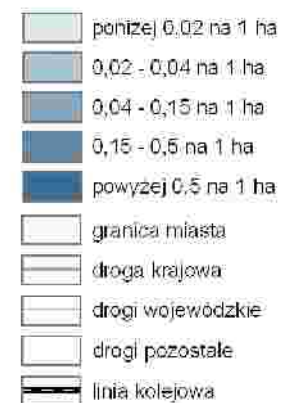 poniżej 0,02 na 1 ha
0,02 - 0,04 na 1 ha
0,04 - 0,15 na 1 ha
0,15 - 0,5 na 1 ha
powyżej 0,5 na 1 ha
granica miasta
droga krajowa
drogi wojewódzkie
drogi pozostałe
linia kolejowa